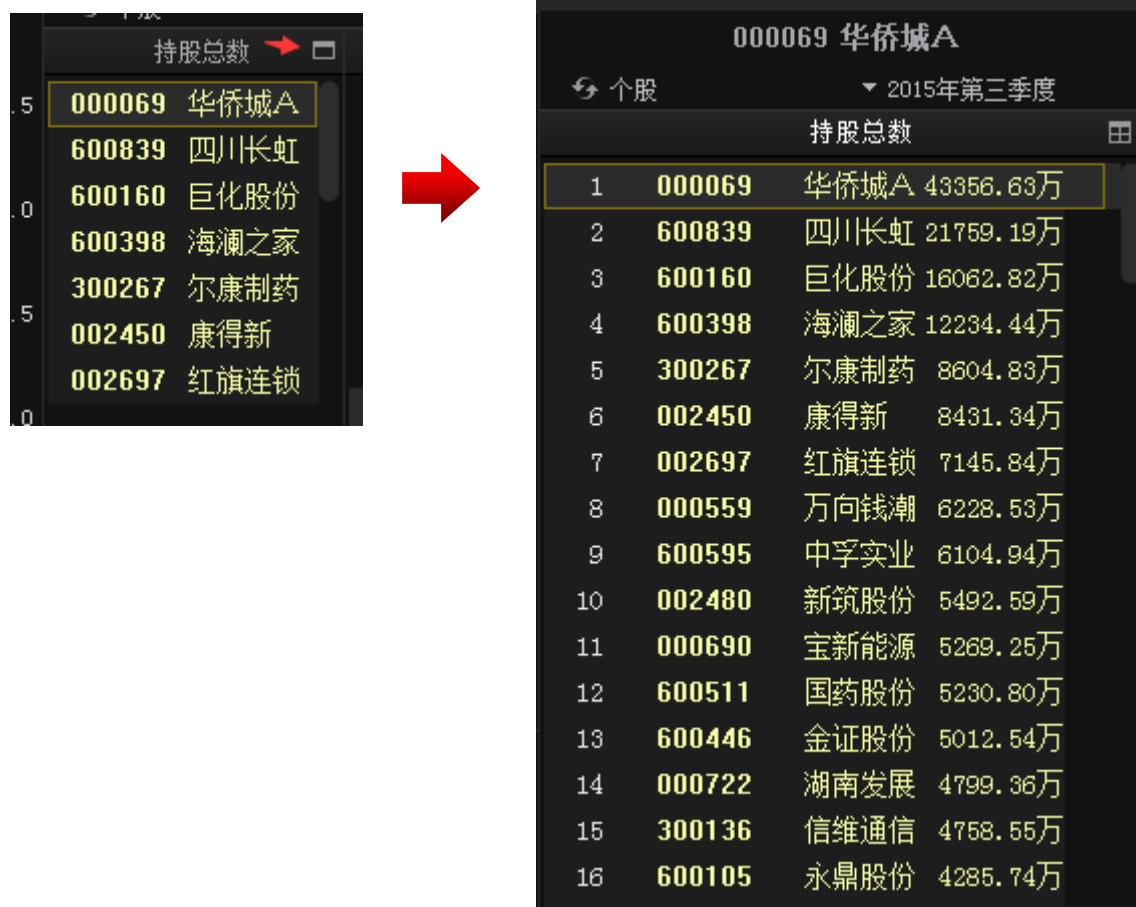 持股总数
000069 华侨城A
600839 四川长虹
600160 巨化股份
600398 海澜之家
300267 尔康制药
002450 康得新
002697 红旗连锁
.5
.0
.5
.0
000069 华侨城A
个股 2015年第三季度
持股总数
1 000069 华侨城A 43356.63万
2 600839 四川长虹 21759.19万
3 600160 巨化股份 16062.82万
4 600398 海澜之家 12234.44万
5 300267 尔康制药 8604.83万
6 002450 康得新 8431.34万
7 002697 红旗连锁 7145.84万
8 000559 万向钱潮 6228.53万
9 600595 中孚实业 6104.94万
10 002480 新筑股份 5492.59万
11 000690 宝新能源 5269.25万
12 600511 国药股份 5230.80万
13 600446 金证股份 5012.54万
14 000722 湖南发展 4799.36万
15 300136 信维通信 4758.55万
16 600105 永鼎股份 4285.74万